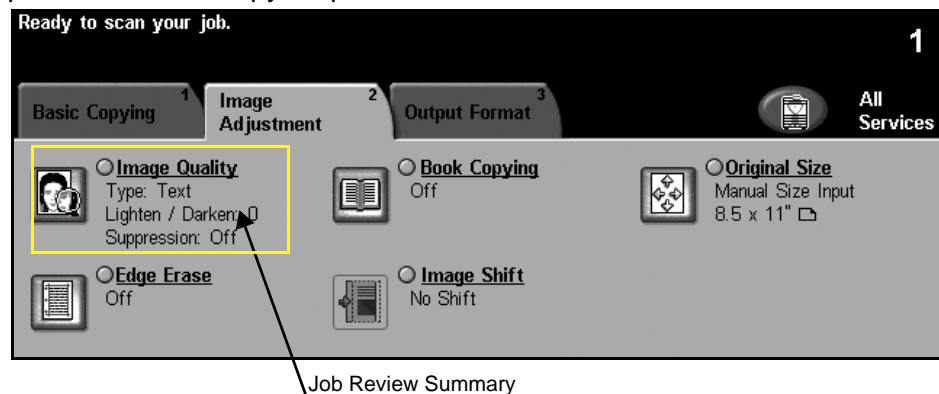 Ready to scan your job.
1
Basic Copying 1
Image Adjustment 2
Output Format 3
All Services
Image Quality
Type: Text
Lighten / Darken: 0
Suppression: Off
Book Copying
Off
Original Size
Manual Size Input
8.5 x 11"
Edge Erase
Off
Image Shift
No Shift
Job Review Summary